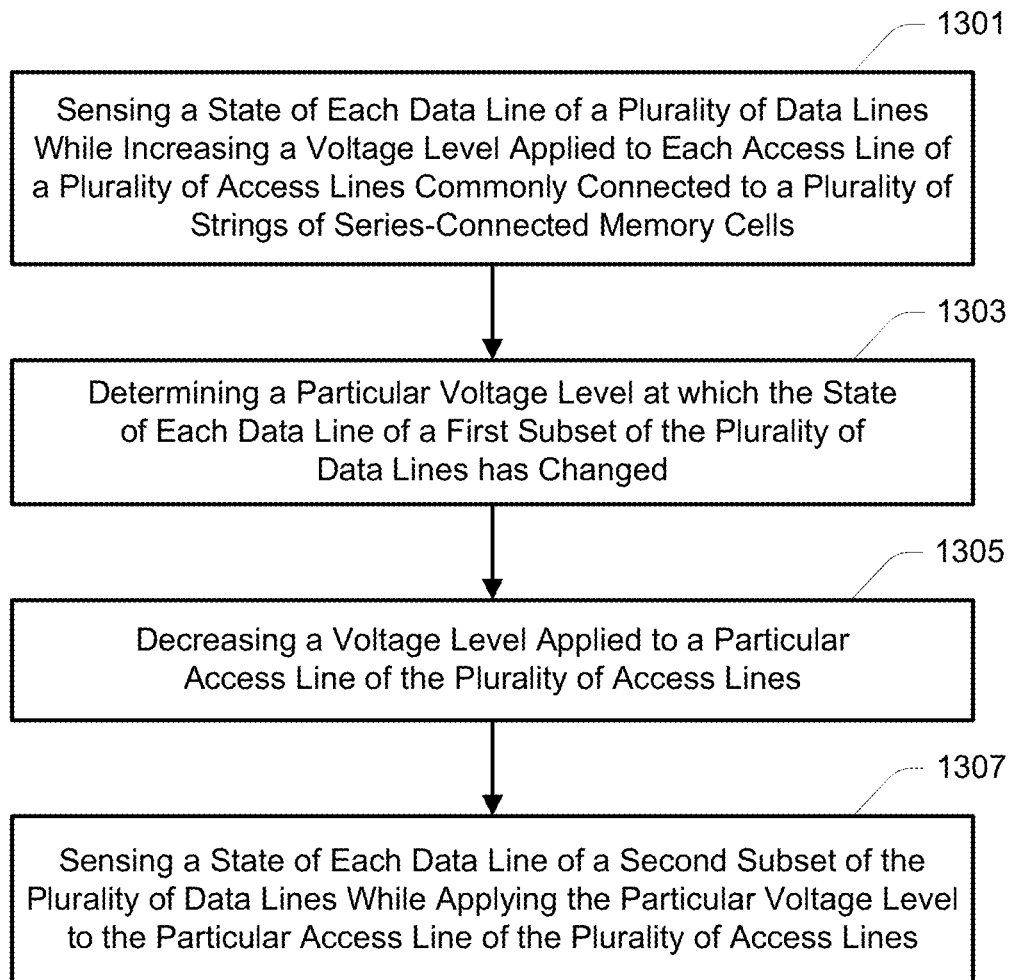 1301
Sensing a State of Each Data Line of a Plurality of Data Lines
While Increasing a Voltage Level Applied to Each Access Line of
a Plurality of Access Lines Commonly Connected to a Plurality of
Strings of Series-Connected Memory Cells
1303
Determining a Particular Voltage Level at which the State
of Each Data Line of a First Subset of the Plurality of
Data Lines has Changed
1305
Decreasing a Voltage Level Applied to a Particular
Access Line of the Plurality of Access Lines
1307
Sensing a State of Each Data Line of a Second Subset of the
Plurality of Data Lines While Applying the Particular Voltage Level
to the Particular Access Line of the Plurality of Access Lines